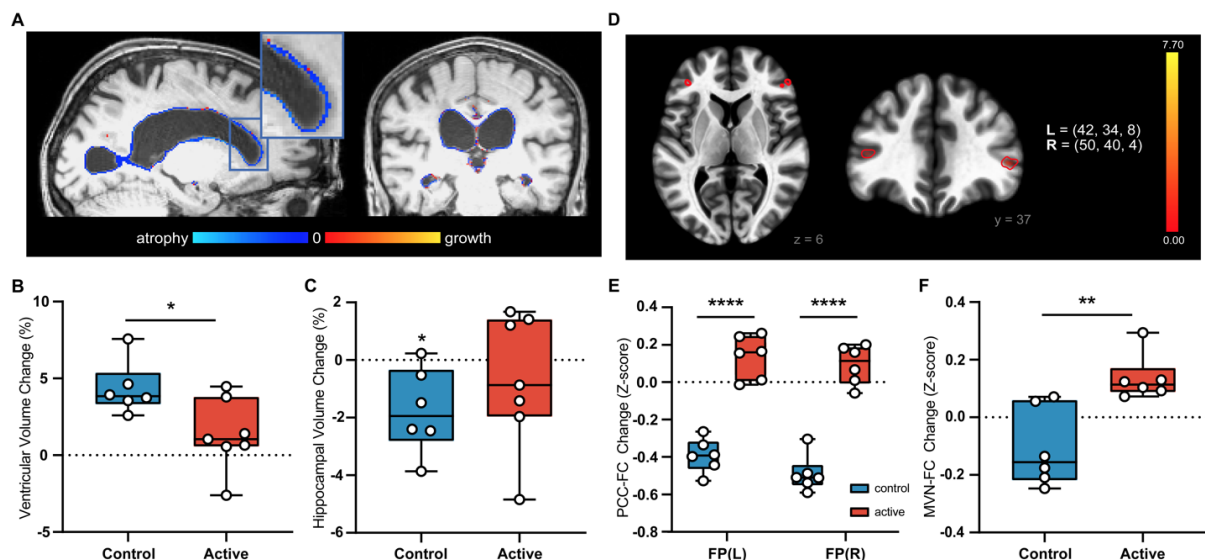 A
atrophy 0 growth
D
7.70
L = (42, 34, 8)
R = (50, 40, 4)
z = 6
y = 37
0.00
B
Ventricular Volume Change (%)
10
5
0
-5
*
Control Active
C
Hippocampal Volume Change (%)
2
0
-2
-4
-6
*
Control Active
E
PCC-FC Change (Z-score)
0.4
0.2
0.0
-0.2
-0.4
-0.6
-0.8
**** ****
control
active
FP(L) FP(R)
F
MVN-FC Change (Z-score)
0.4
0.2
0.0
-0.2
-0.4
**
Control Active